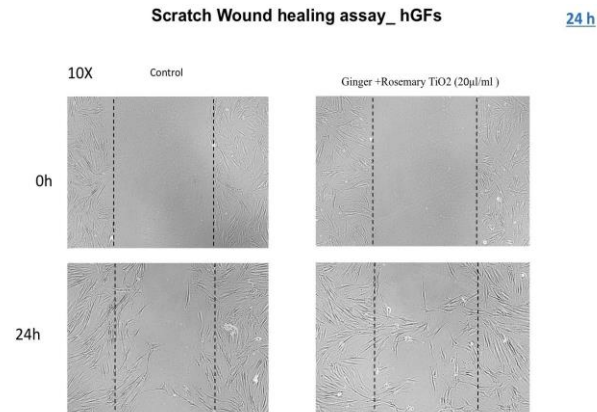 Scratch Wound healing assay_ hGFs
24 h
10X
Control
Ginger +Rosemary TiO2 (20µl/ml )
0h
24h